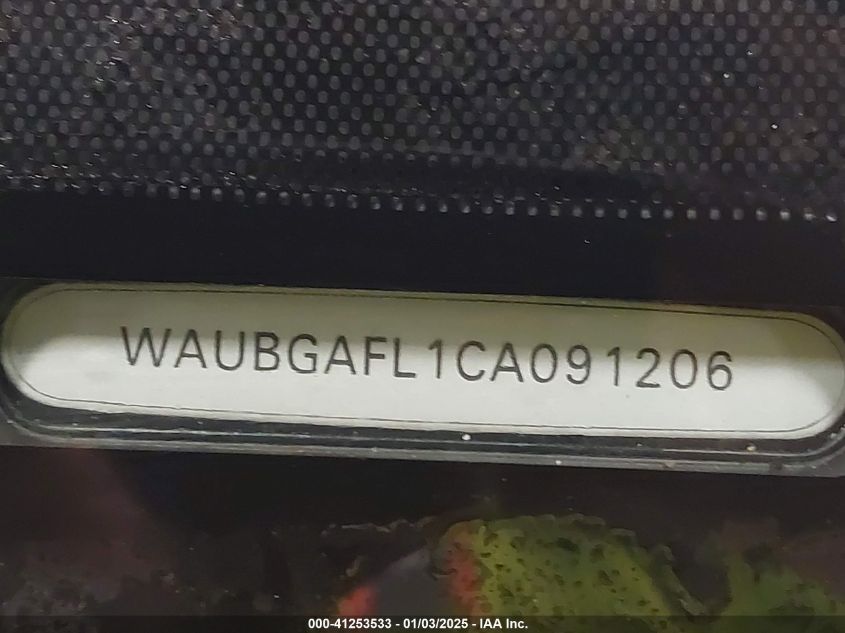 WAUBGAFL1CA091206
000-41253533 - 01/03/2025 - IAA Inc.